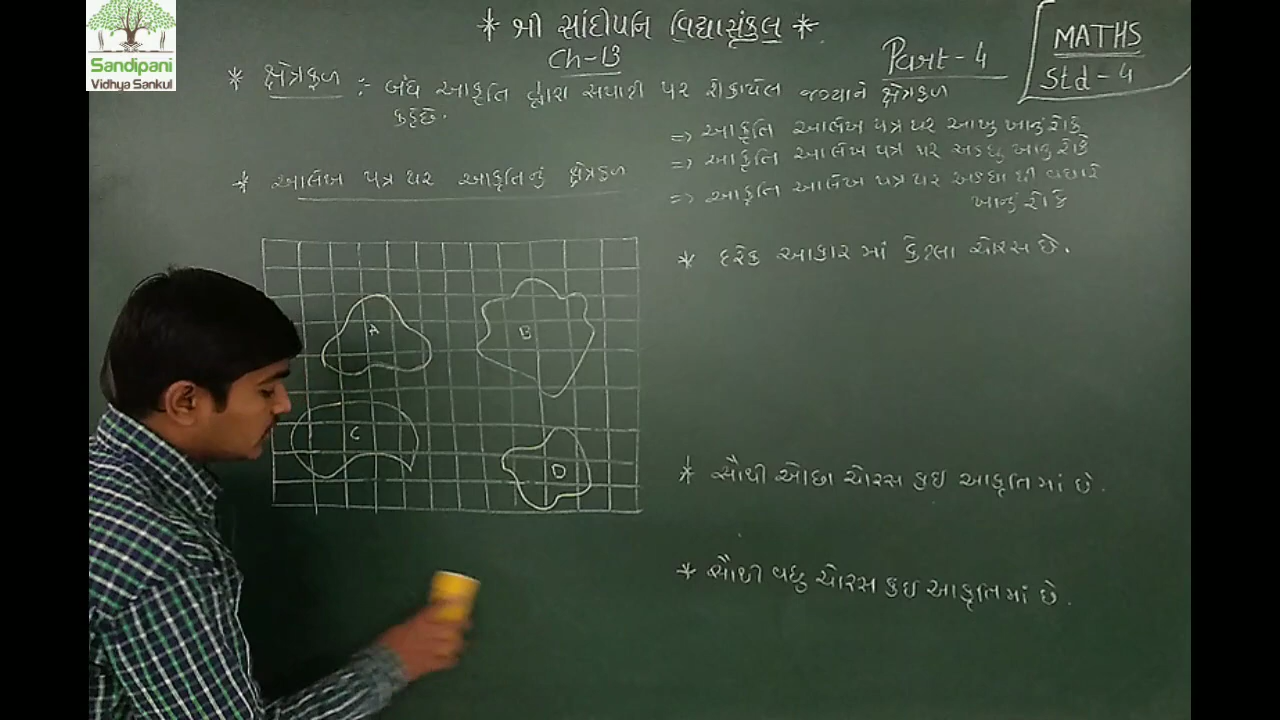 Sandipani
Vidhya Sankul
* શ્રી સાંદીપનિ વિદ્યાસંકુલ *
Ch-13
Part-4
MATHS
Std-4
* ક્ષેત્રફળ :- બંધ આકૃતિ દ્વારા સપાટી પર રોકાયેલ જગ્યાને ક્ષેત્રફળ
કહે છે.
=> આકૃતિ આલેખ પત્ર પર આખુ ખાનું રોકે
=> આકૃતિ આલેખ પત્ર પર અડધુ ખાનુ રોકે
=> આકૃતિ આલેખ પત્ર પર અડધા થી વધારે
ખાનું રોકે
* આલેખ પત્ર પર આકૃતિનું ક્ષેત્રફળ
* દરેક આકાર માં કેટલા ચોરસ છે.
A
B
C
D
* સૌથી ઓછા ચોરસ કઇ આકૃતિ માં છે.
* સૌથી વધુ ચોરસ કઇ આકૃતિ માં છે.